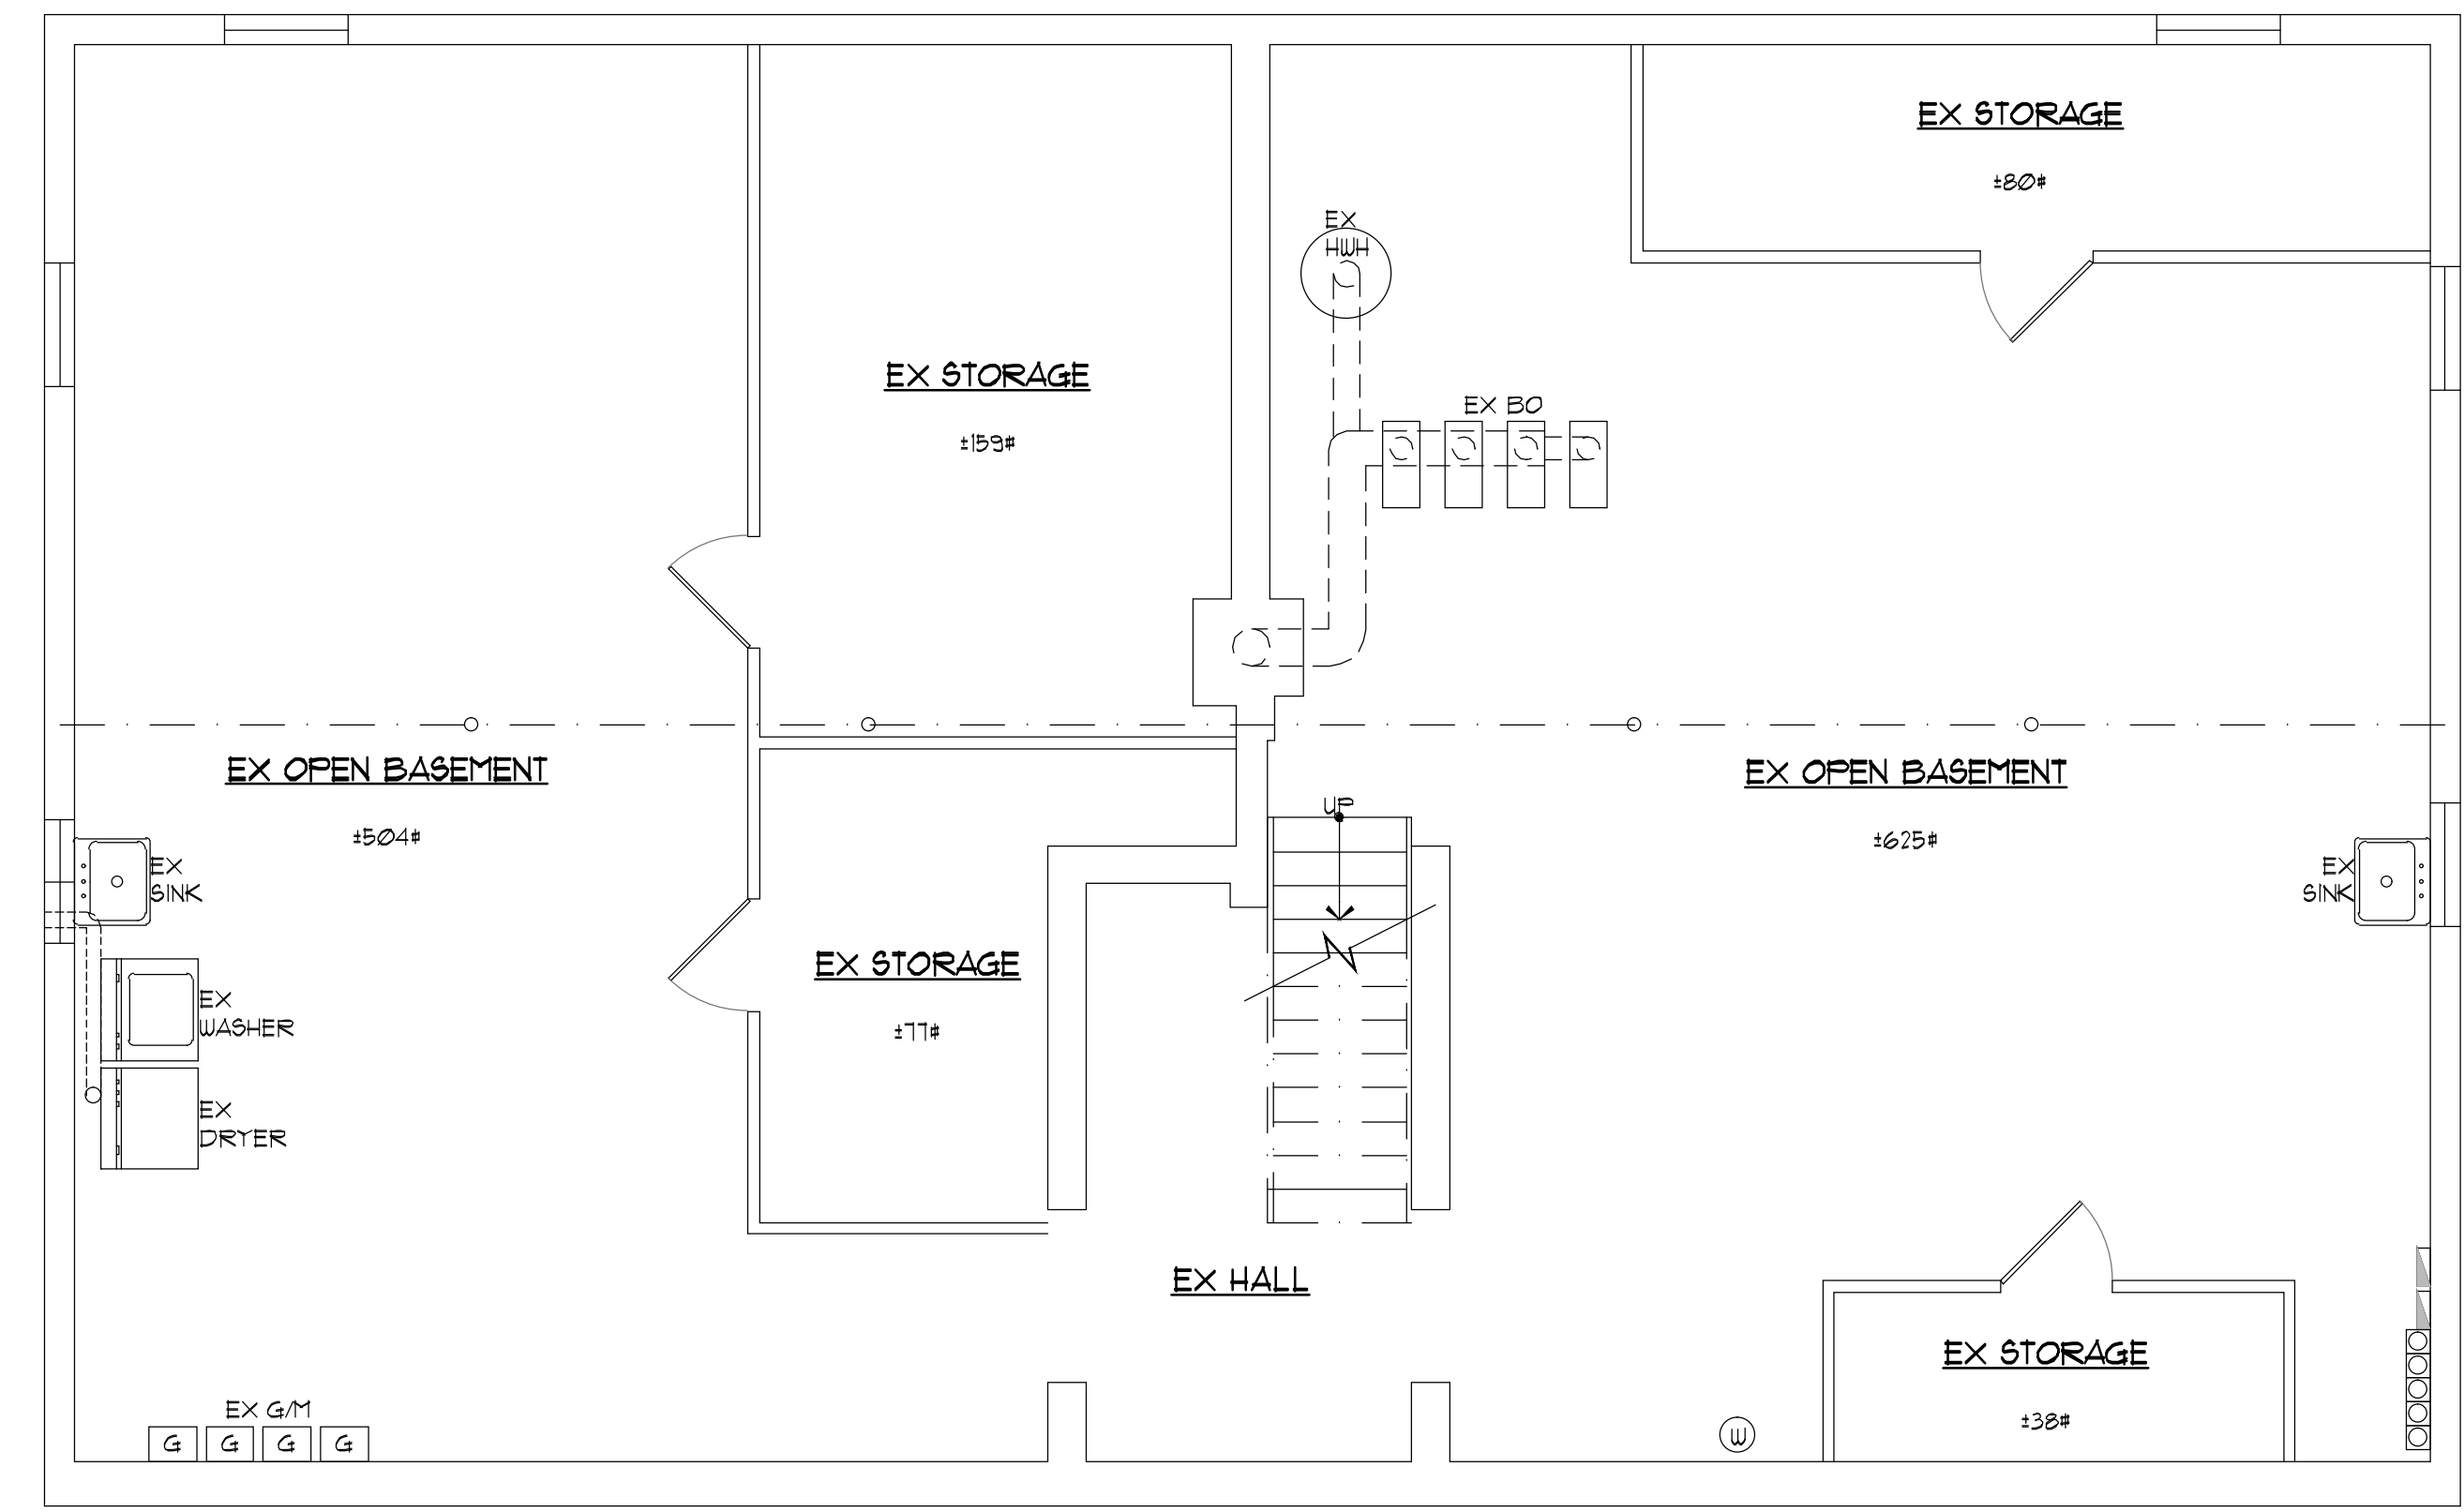 EX STORAGE
±80#
EX
HWH
EX STORAGE
±159#
EX BO
EX OPEN BASEMENT
±504#
EX OPEN BASEMENT
±625#
UP
EX
SINK
EX
SINK
EX STORAGE
±77#
EX
WASHER
EX
DRYER
EX HALL
EX STORAGE
±38#
EX G/M
G G G G
W